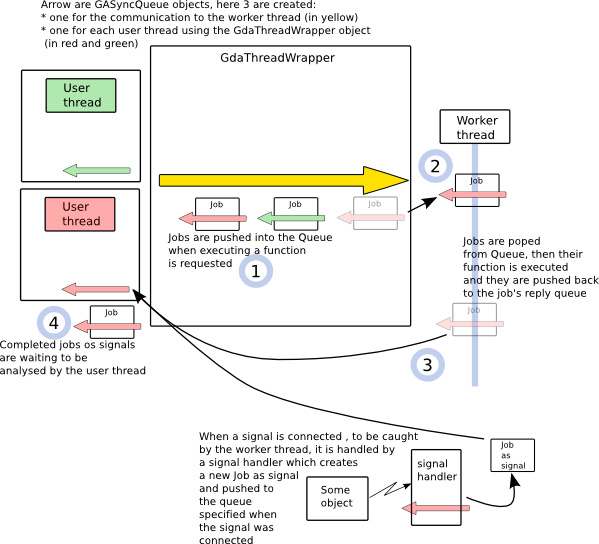 Arrow are GASyncQueue objects, here 3 are created:
* one for the communication to the worker thread (in yellow)
* one for each user thread using the GdaThreadWrapper object
(in red and green)
GdaThreadWrapper
User
thread
Worker
thread
2
Job
User
thread
Job
Job
Job
Jobs are pushed into the Queue
when executing a function
is requested
1
Jobs are poped
from Queue, then their
function is executed
and they are pushed back
to the job's reply queue
Job
4
Job
Completed jobs os signals
are waiting to be
analysed by the user thread
3
When a signal is connected , to be caught
by the worker thread, it is handled by
a signal handler which creates
a new Job as signal
and pushed to
the queue
specified when
the signal was
connected
Some
object
signal
handler
Job
as
signal